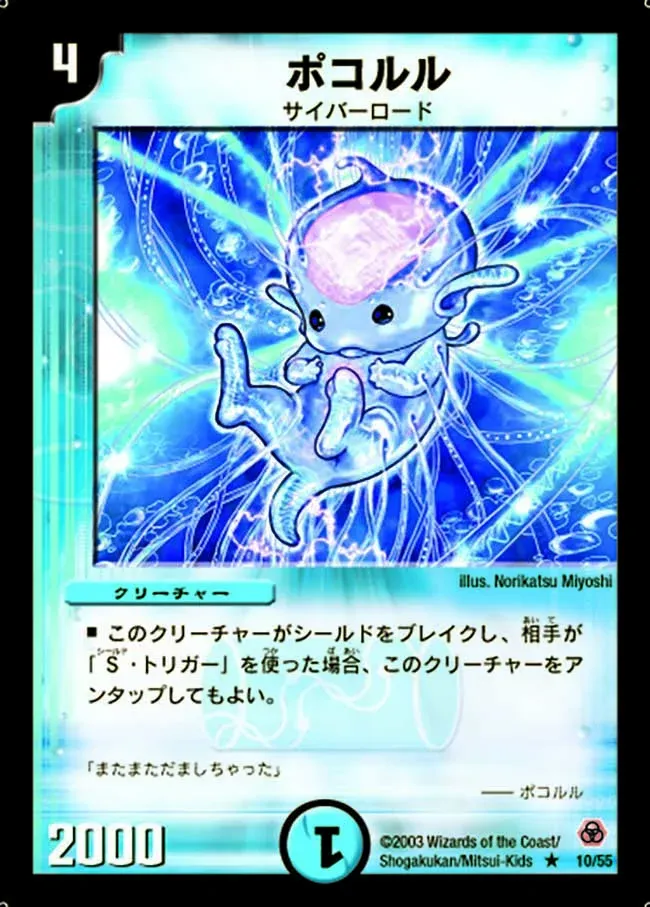 4
ポコルル
サイバーロード
illus. Norikatsu Miyoshi
クリーチャー
■ このクリーチャーがシールドをブレイクし、相手が
「S・トリガー」を使った場合、このクリーチャーをア
ンタップしてもよい。
「またまただましちゃった」
—— ポコルル
2000
1
©2003 Wizards of the Coast/
Shogakukan/Mitsui-Kids ★ 10/55